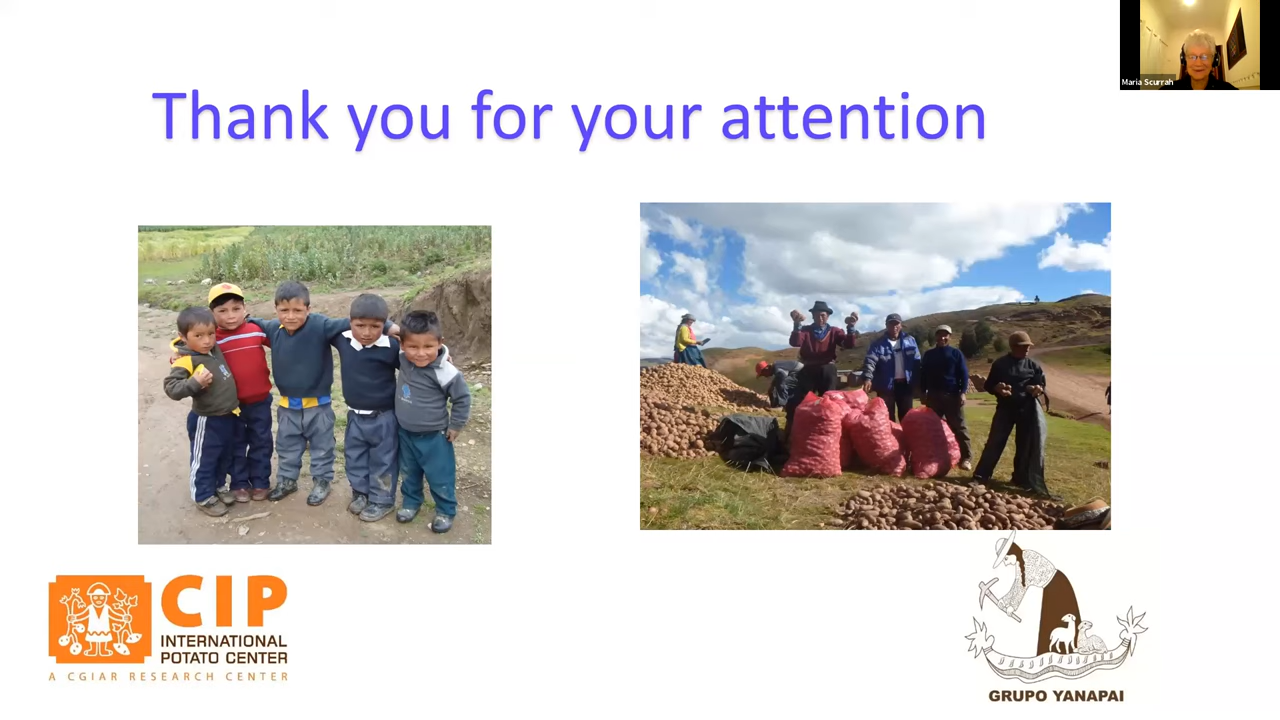 Maria Scurrah
Thank you for your attention
CIP
INTERNATIONAL
POTATO CENTER
A CGIAR RESEARCH CENTER
GRUPO YANAPAI